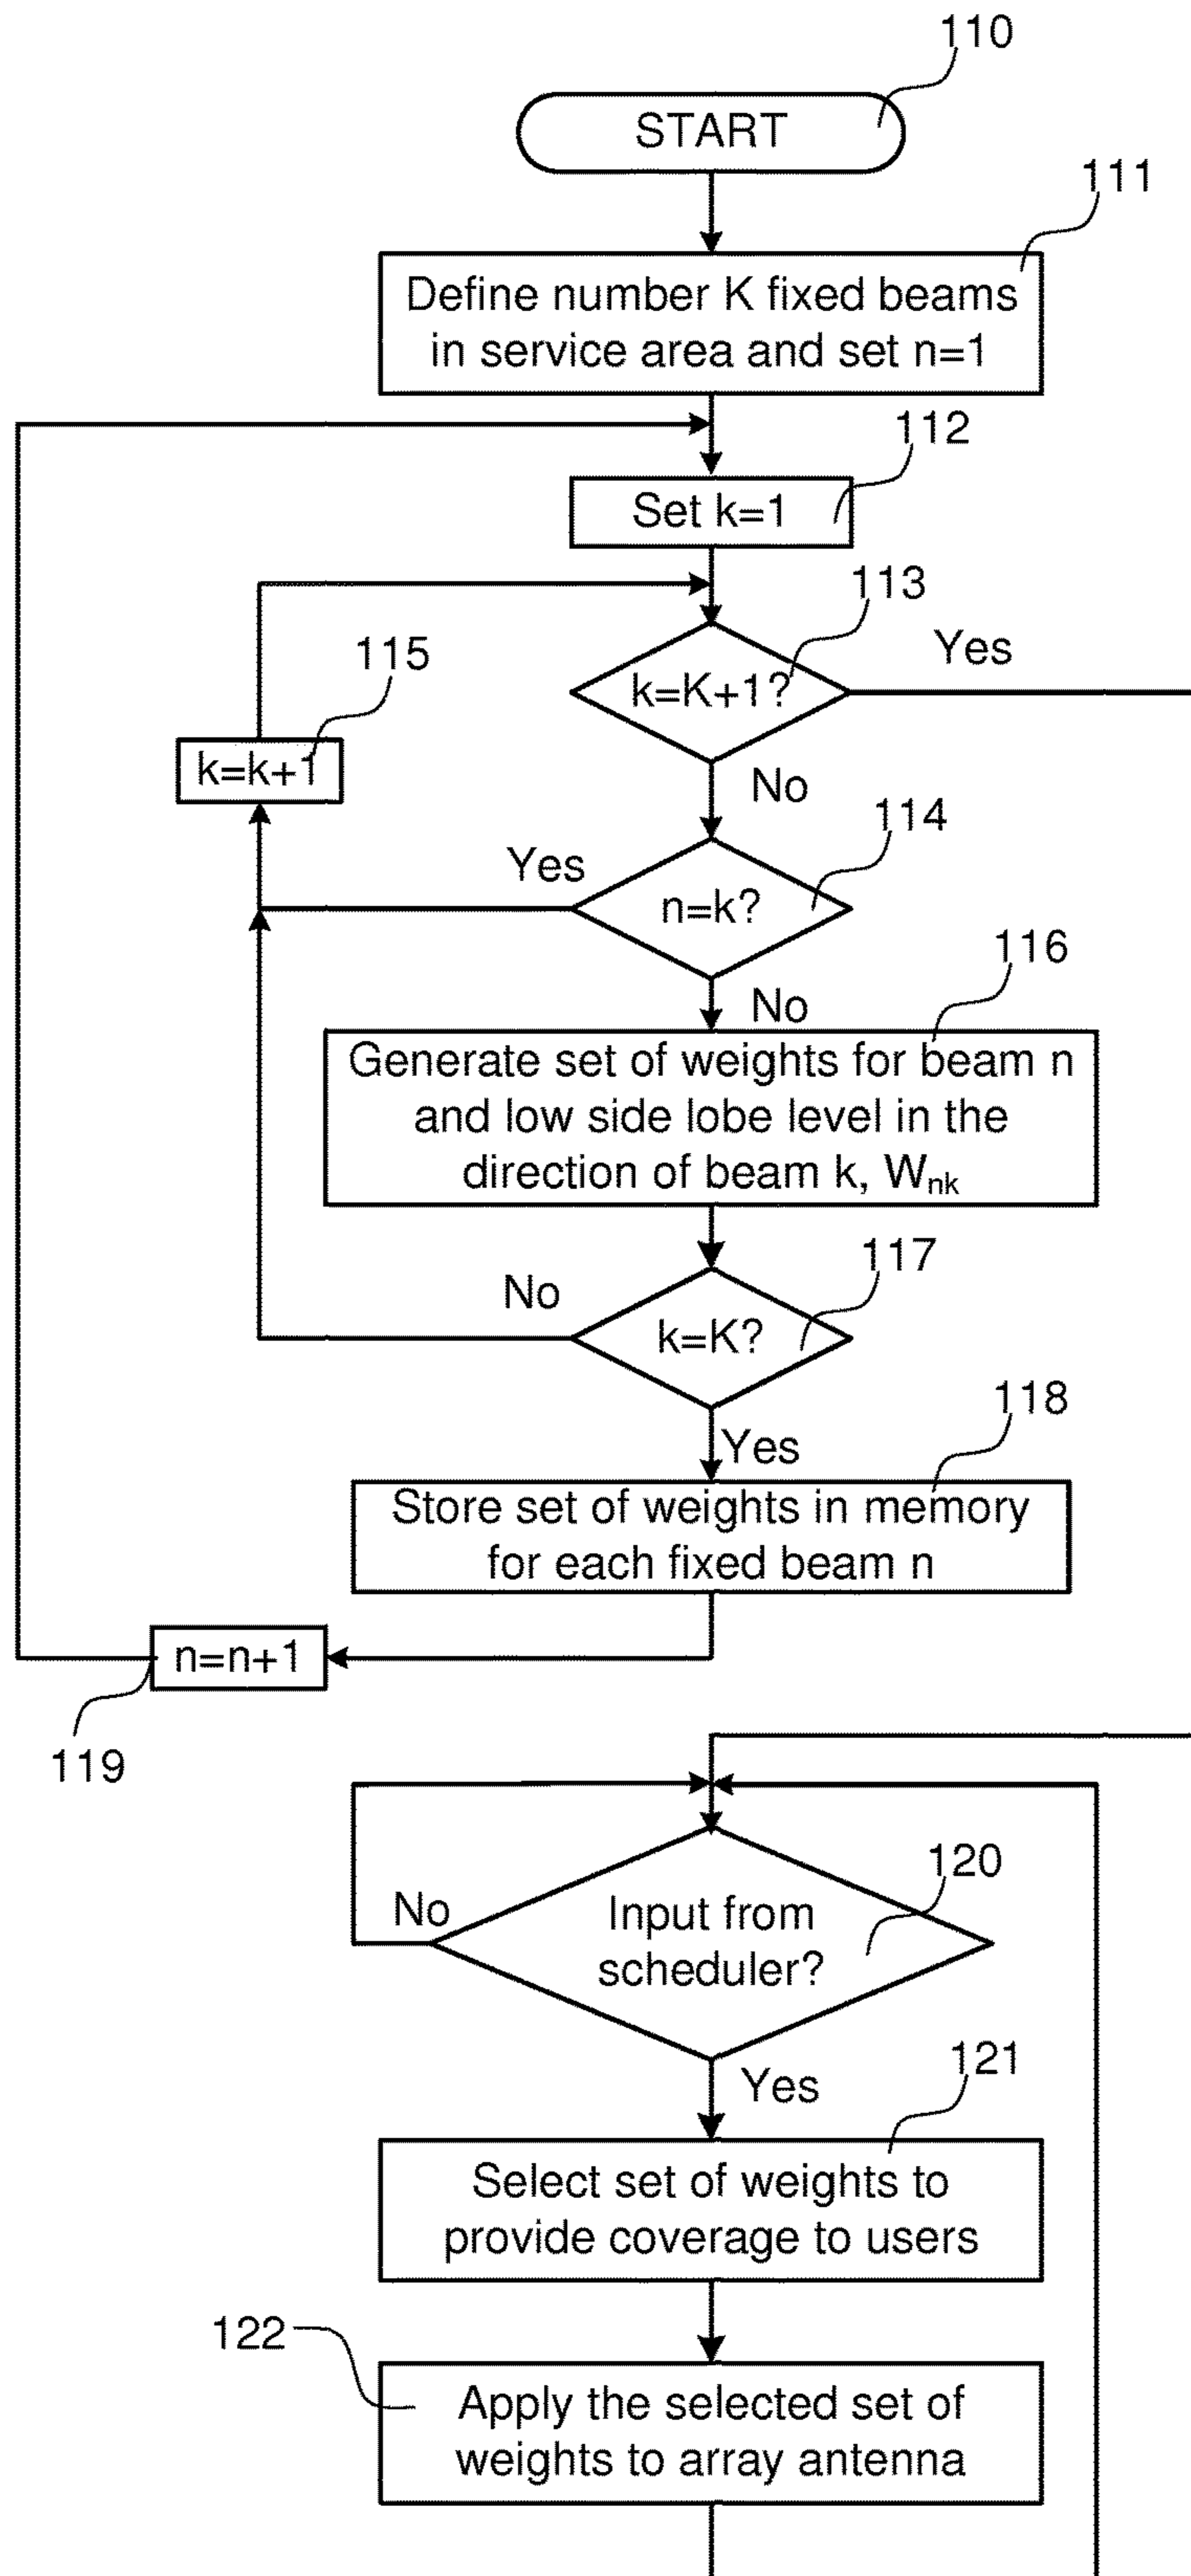 110
START
111
Define number K fixed beams
in service area and set n=1
112
Set k=1
113
k=K+1?
Yes
115
k=k+1
No
114
Yes
n=k?
116
No
Generate set of weights for beam n
and low side lobe level in the
direction of beam k, Wnk
117
No
k=K?
118
Yes
Store set of weights in memory
for each fixed beam n
n=n+1
119
120
No
Input from
scheduler?
121
Yes
Select set of weights to
provide coverage to users
122
Apply the selected set of
weights to array antenna